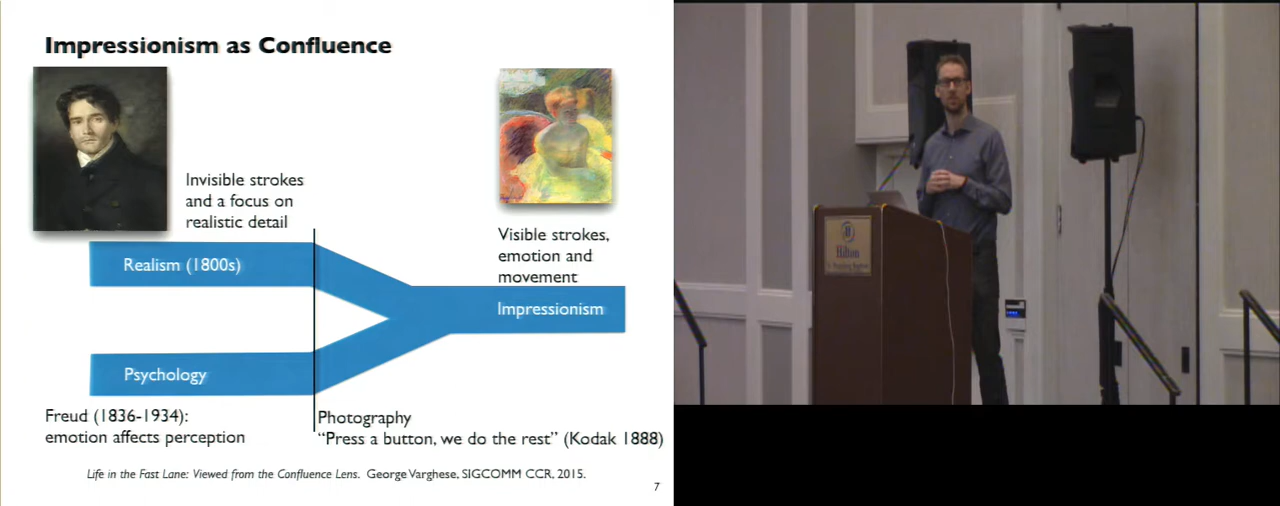 Impressionism as Confluence
Invisible strokes
and a focus on
realistic detail
Visible strokes,
emotion and
movement
Realism (1800s)
Impressionism
Psychology
Freud (1836-1934):
emotion affects perception
Photography
“Press a button, we do the rest” (Kodak 1888)
Life in the Fast Lane: Viewed from the Confluence Lens. George Varghese, SIGCOMM CCR, 2015.
7
Hilton